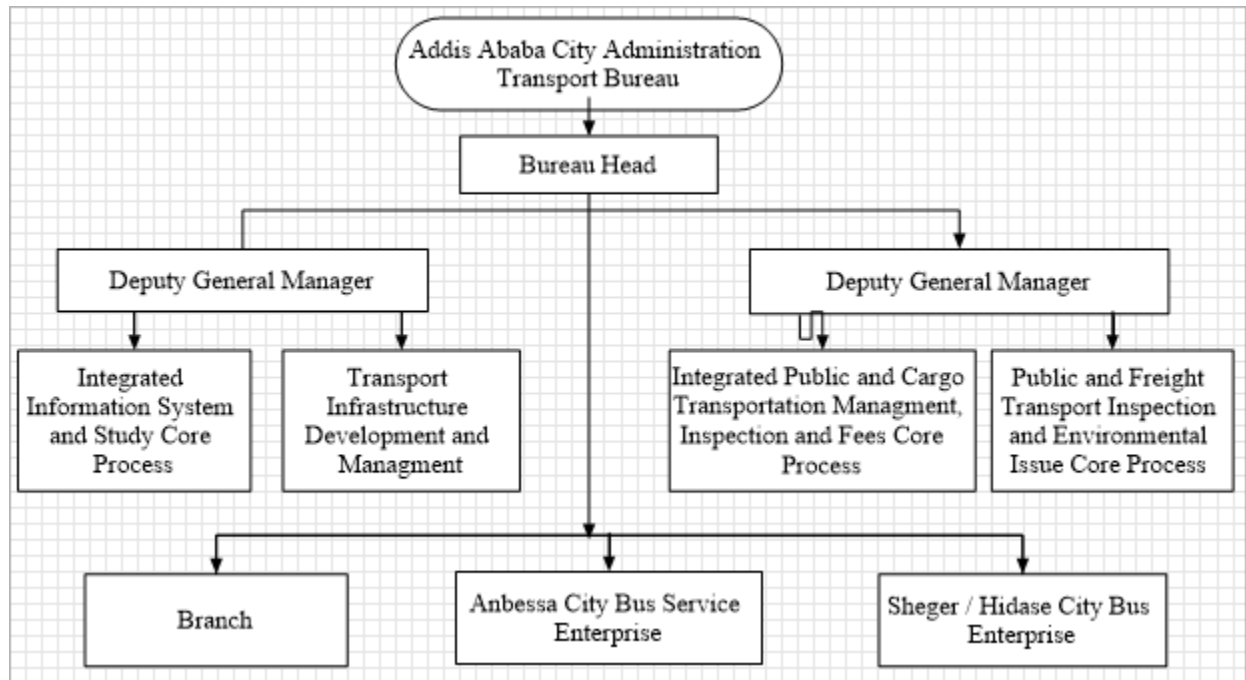 Addis Ababa City Administration
Transport Bureau
Bureau Head
Deputy General Manager
Deputy General Manager
Integrated
Information System
and Study Core
Process
Transport
Infrastructure
Development and
Managment
Integrated Public and Cargo
Transportation Managment,
Inspection and Fees Core
Process
Public and Freight
Transport Inspection
and Environmental
Issue Core Process
Branch
Anbessa City Bus Service
Enterprise
Sheger / Hidase City Bus
Enterprise